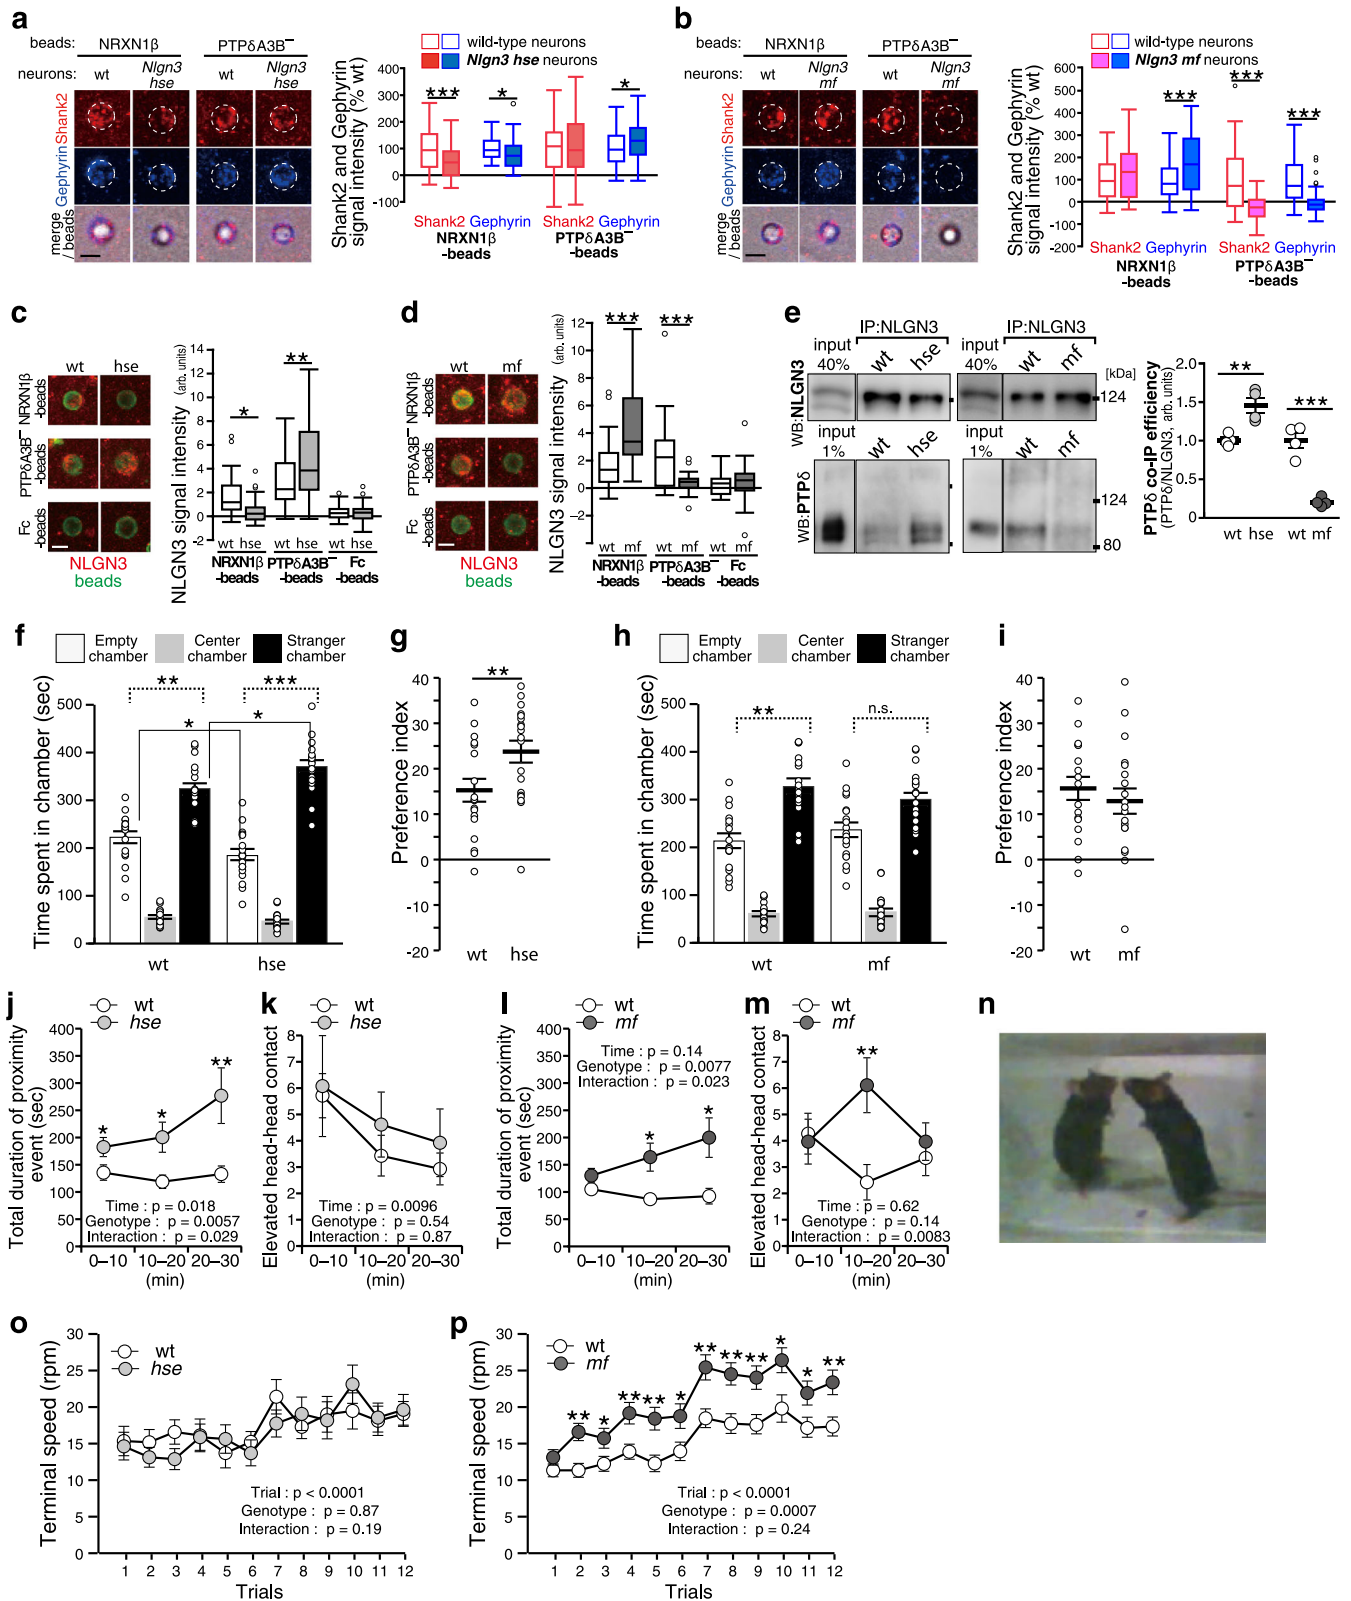 a
beads: NRXN1β PTPδA3B⁻
neurons: wt Nlgn3 hse wt Nlgn3 hse
Shank2
Gephyrin
merge / beads
wild-type neurons
Nlgn3 hse neurons
Shank2 and Gephyrin signal intensity (% wt)
400
300
200
100
0
-100
*** * *
Shank2 Gephyrin Shank2 Gephyrin
NRXN1β -beads PTPδA3B⁻ -beads
b
beads: NRXN1β PTPδA3B⁻
neurons: wt Nlgn3 mf wt Nlgn3 mf
Shank2
Gephyrin
merge / beads
wild-type neurons
Nlgn3 mf neurons
Shank2 and Gephyrin signal intensity (% wt)
600
500
400
300
200
100
0
-100
-200
*** *** ***
Shank2 Gephyrin Shank2 Gephyrin
NRXN1β -beads PTPδA3B⁻ -beads
c
wt hse
NRXN1β -beads
PTPδA3B⁻ -beads
Fc -beads
NLGN3
beads
NLGN3 signal intensity (arb. units)
14
12
10
8
6
4
2
0
-2
* **
wt hse wt hse wt hse
NRXN1β -beads PTPδA3B⁻ -beads Fc -beads
d
wt mf
NRXN1β -beads
PTPδA3B⁻ -beads
Fc -beads
NLGN3
beads
NLGN3 signal intensity (arb. units)
12
10
8
6
4
2
0
-2
-4
*** ***
wt mf wt mf wt mf
NRXN1β -beads PTPδA3B⁻ -beads Fc -beads
e
IP:NLGN3 IP:NLGN3
input 40% wt hse input 40% wt mf
[kDa]
WB:NLGN3
124
input 1% wt hse input 1% wt mf
WB:PTPδ
124
80
PTPδ co-IP efficiency
(PTPδ/NLGN3, arb. units)
2.0
1.5
1.0
0.5
0
** ***
wt hse wt mf
f
Empty chamber Center chamber Stranger chamber
Time spent in chamber (sec)
500
400
300
200
100
0
** ***
* *
wt hse
g
Preference index
40
30
20
10
0
-10
-20
**
wt hse
h
Empty chamber Center chamber Stranger chamber
Time spent in chamber (sec)
500
400
300
200
100
0
** n.s.
wt mf
i
Preference index
40
30
20
10
0
-10
-20
wt mf
j
wt
hse
Total duration of proximity event (sec)
400
350
300
250
200
150
100
50
0
* * **
Time : p = 0.018
Genotype : p = 0.0057
Interaction : p = 0.029
0–10 10–20 20–30
(min)
k
wt
hse
Elevated head-head contact
8
7
6
5
4
3
2
1
0
Time : p = 0.0096
Genotype : p = 0.54
Interaction : p = 0.87
0–10 10–20 20–30
(min)
l
wt
mf
Total duration of proximity event (sec)
400
350
300
250
200
150
100
50
0
Time : p = 0.14
Genotype : p = 0.0077
Interaction : p = 0.023
* *
0–10 10–20 20–30
(min)
m
wt
mf
Elevated head-head contact
8
7
6
5
4
3
2
1
0
**
Time : p = 0.62
Genotype : p = 0.14
Interaction : p = 0.0083
0–10 10–20 20–30
(min)
n
o
wt
hse
Terminal speed (rpm)
30
25
20
15
10
5
0
Trial : p < 0.0001
Genotype : p = 0.87
Interaction : p = 0.19
1 2 3 4 5 6 7 8 9 10 11 12
Trials
p
wt
mf
Terminal speed (rpm)
30
25
20
15
10
5
0
** * ** ** * ** ** ** * * **
Trial : p < 0.0001
Genotype : p = 0.0007
Interaction : p = 0.24
1 2 3 4 5 6 7 8 9 10 11 12
Trials